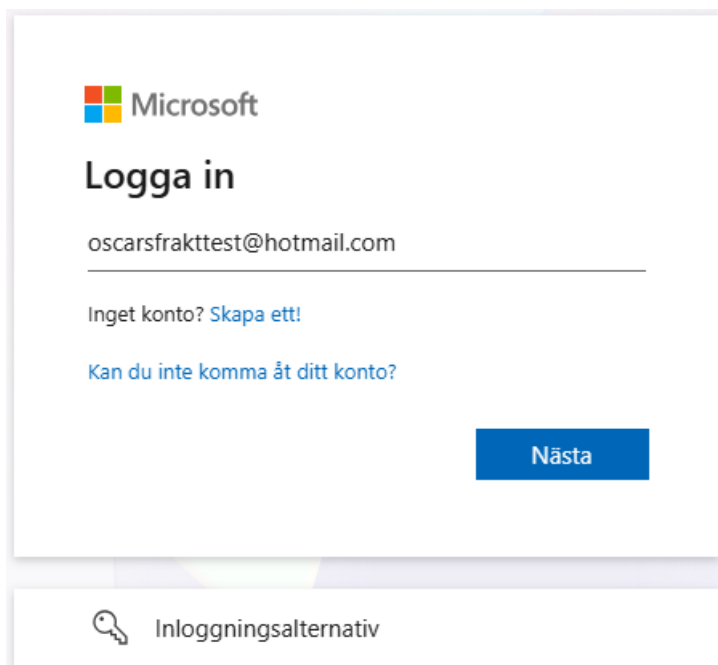 Microsoft
Logga in
oscarsfrakttest@hotmail.com
Inget konto? Skapa ett!
Kan du inte komma åt ditt konto?
Nästa
Inloggningsalternativ